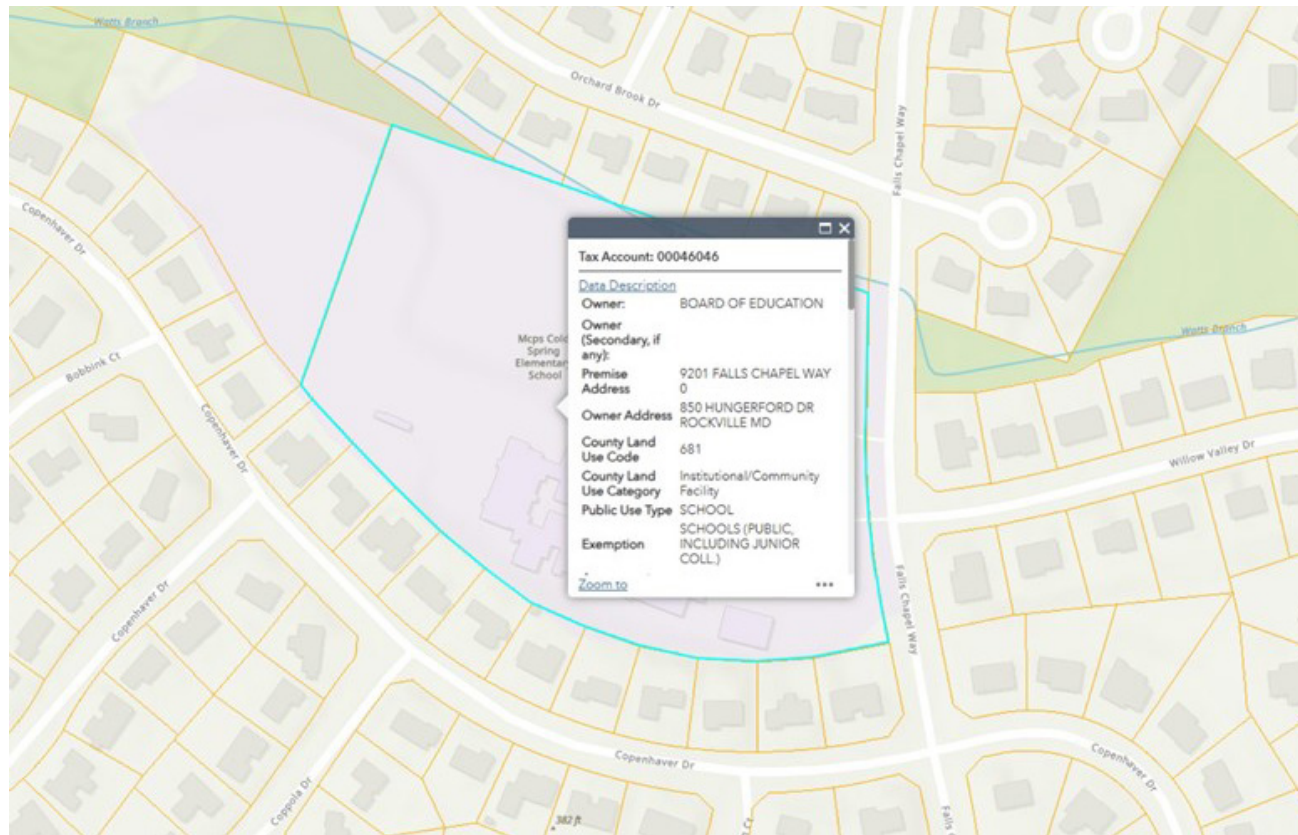 Watts Branch
Orchard Brook Dr
Falls Chapel Way
Copenhaver Dr
Bobbink Ct
Copenhaver Dr
Mcps Cold
Spring
Elementary
School
Tax Account: 00046046
Data Description
Owner: BOARD OF EDUCATION
Owner
(Secondary, if
any):
Premise
Address
9201 FALLS CHAPEL WAY
0
Owner Address
850 HUNGERFORD DR
ROCKVILLE MD
County Land
Use Code
681
County Land
Use Category
Institutional/Community
Facility
Public Use Type SCHOOL
Exemption
SCHOOLS (PUBLIC,
INCLUDING JUNIOR
COLL.)
Zoom to
Watts Branch
Willow Valley Dr
Falls Chapel Way
Copenhaver Dr
Copenhaver Dr
Copenhaver Dr
Coppola Dr
382 ft
Ct
Falls